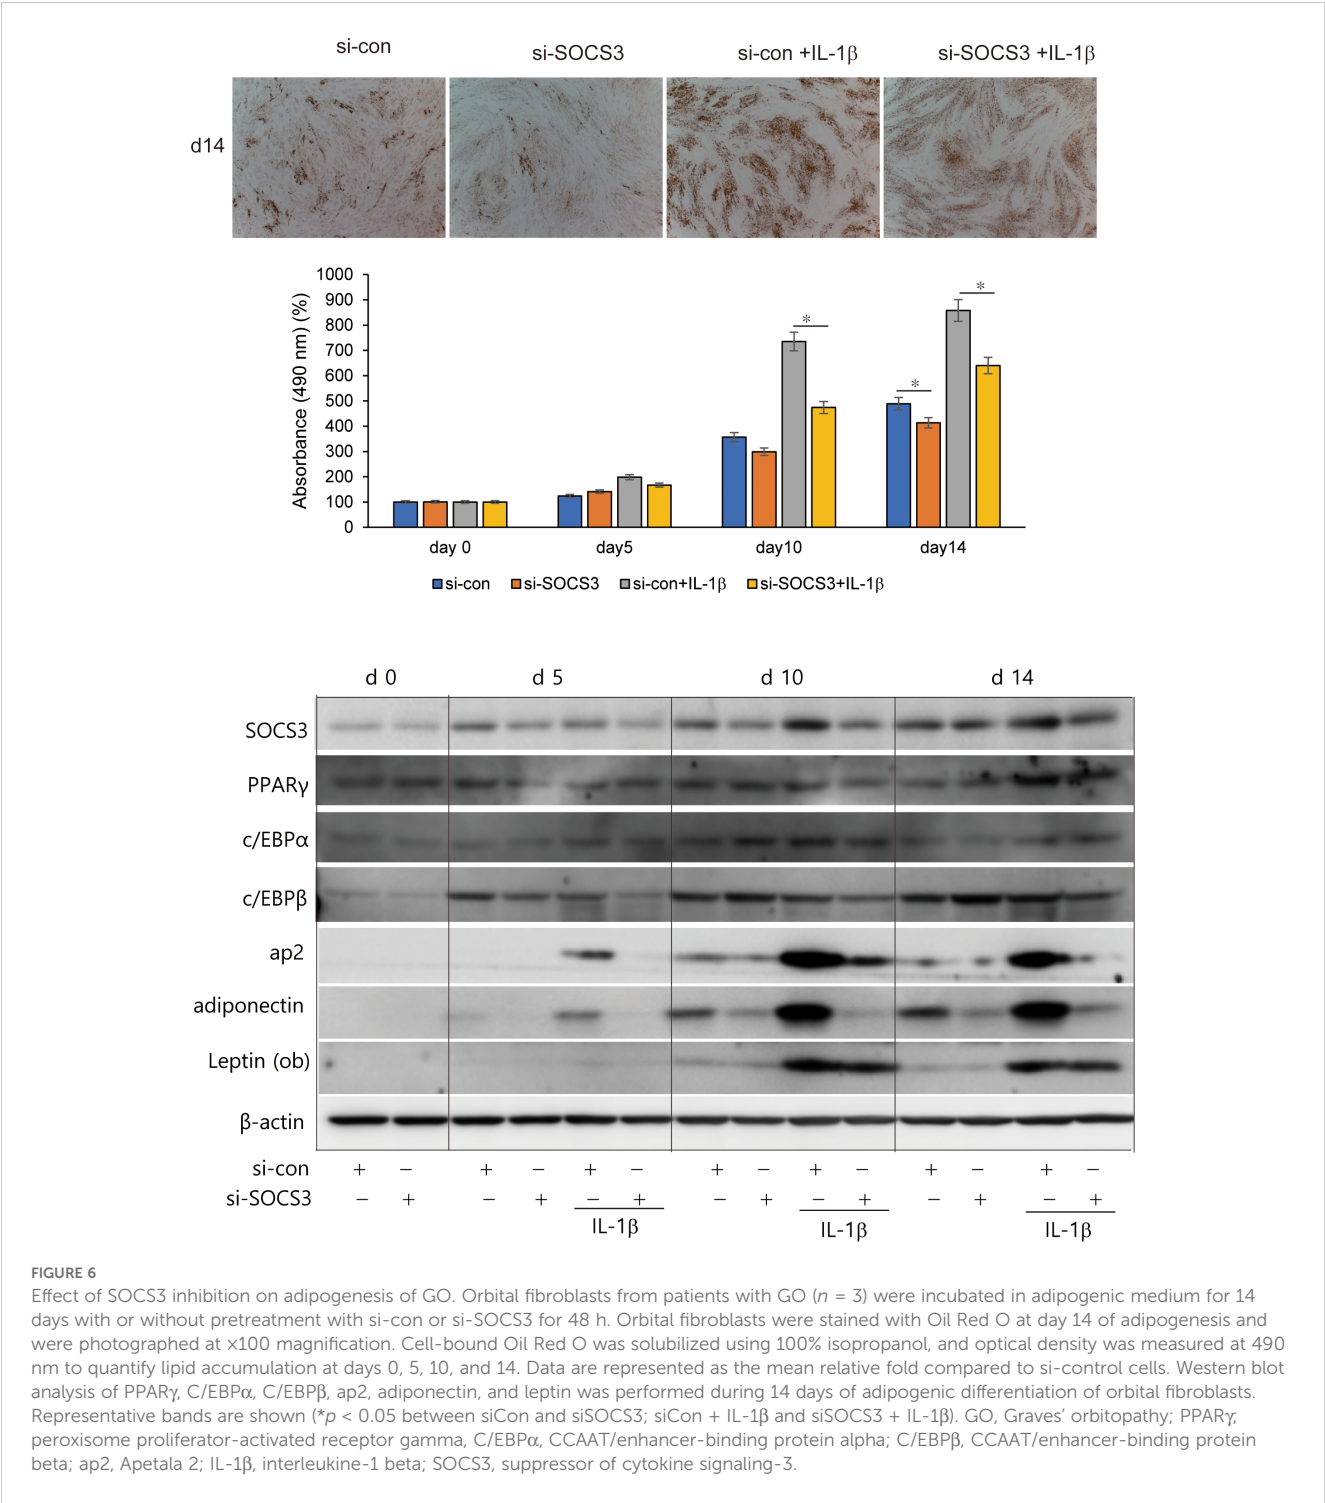 si-con si-SOCS3 si-con +IL-1β si-SOCS3 +IL-1β
d14
1000
900
800
700
600
500
400
300
200
100
0
Absorbance (490 nm) (%)
* * * *
day 0 day5 day10 day14
si-con si-SOCS3 si-con+IL-1β si-SOCS3+IL-1β
d 0 d 5 d 10 d 14
SOCS3
PPARγ
c/EBPα
c/EBPβ
ap2
adiponectin
Leptin (ob)
β-actin
si-con + − + − + − + − + − + − + −
si-SOCS3 − + − + − + − + − + − + − +
IL-1β IL-1β IL-1β
FIGURE 6
Effect of SOCS3 inhibition on adipogenesis of GO. Orbital fibroblasts from patients with GO (n = 3) were incubated in adipogenic medium for 14
days with or without pretreatment with si-con or si-SOCS3 for 48 h. Orbital fibroblasts were stained with Oil Red O at day 14 of adipogenesis and
were photographed at ×100 magnification. Cell-bound Oil Red O was solubilized using 100% isopropanol, and optical density was measured at 490
nm to quantify lipid accumulation at days 0, 5, 10, and 14. Data are represented as the mean relative fold compared to si-control cells. Western blot
analysis of PPARγ, C/EBPα, C/EBPβ, ap2, adiponectin, and leptin was performed during 14 days of adipogenic differentiation of orbital fibroblasts.
Representative bands are shown (*p < 0.05 between siCon and siSOCS3; siCon + IL-1β and siSOCS3 + IL-1β). GO, Graves’ orbitopathy; PPARγ,
peroxisome proliferator-activated receptor gamma, C/EBPα, CCAAT/enhancer-binding protein alpha; C/EBPβ, CCAAT/enhancer-binding protein
beta; ap2, Apetala 2; IL-1β, interleukine-1 beta; SOCS3, suppressor of cytokine signaling-3.